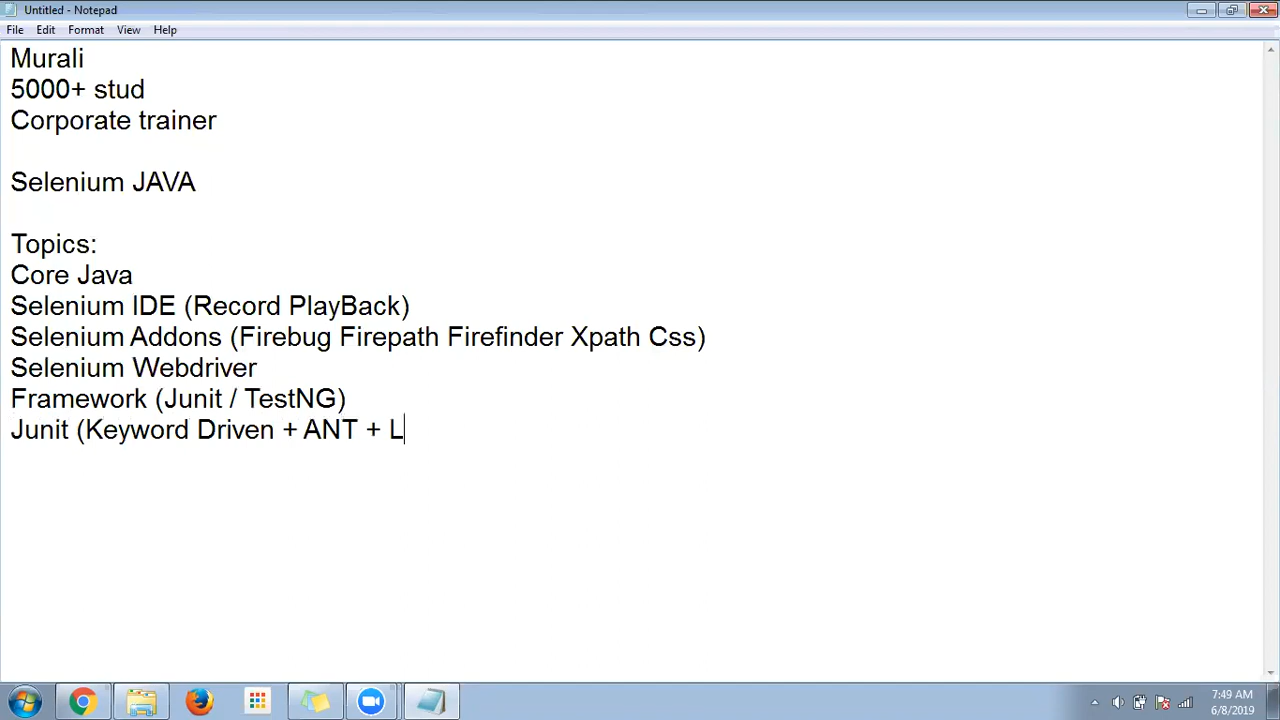 Untitled - Notepad
File Edit Format View Help
Murali
5000+ stud
Corporate trainer
Selenium JAVA
Topics:
Core Java
Selenium IDE (Record PlayBack)
Selenium Addons (Firebug Firepath Firefinder Xpath Css)
Selenium Webdriver
Framework (Junit / TestNG)
Junit (Keyword Driven + ANT + L
7:49 AM
6/8/2019